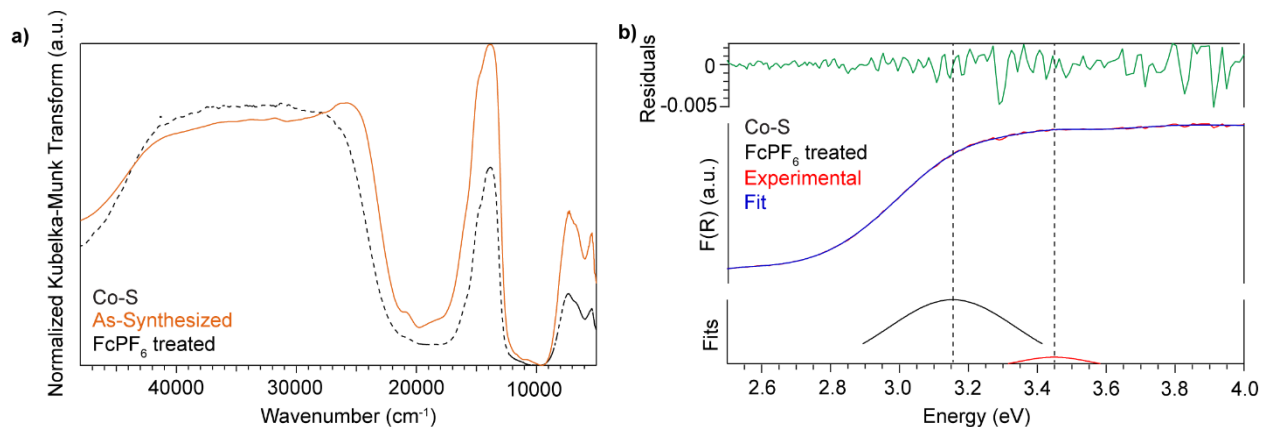 a)
Normalized Kubelka-Munk Transform (a.u.)
Co-S
As-Synthesized
FcPF₆ treated
40000 30000 20000 10000
Wavenumber (cm⁻¹)
b)
Residuals
0
-0.005
F(R) (a.u.)
Co-S
FcPF₆ treated
Experimental
Fit
Fits
2.6 2.8 3.0 3.2 3.4 3.6 3.8 4.0
Energy (eV)